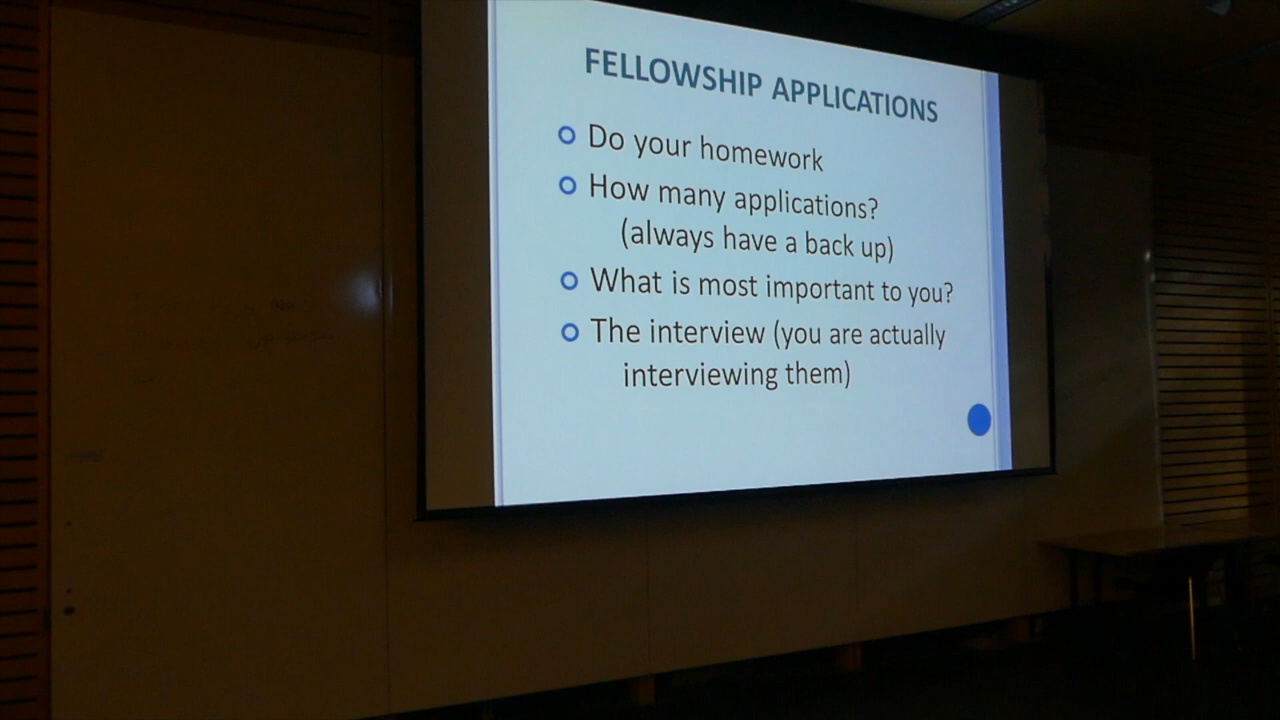 FELLOWSHIP APPLICATIONS
Do your homework
How many applications?
(always have a back up)
What is most important to you?
The interview (you are actually
interviewing them)